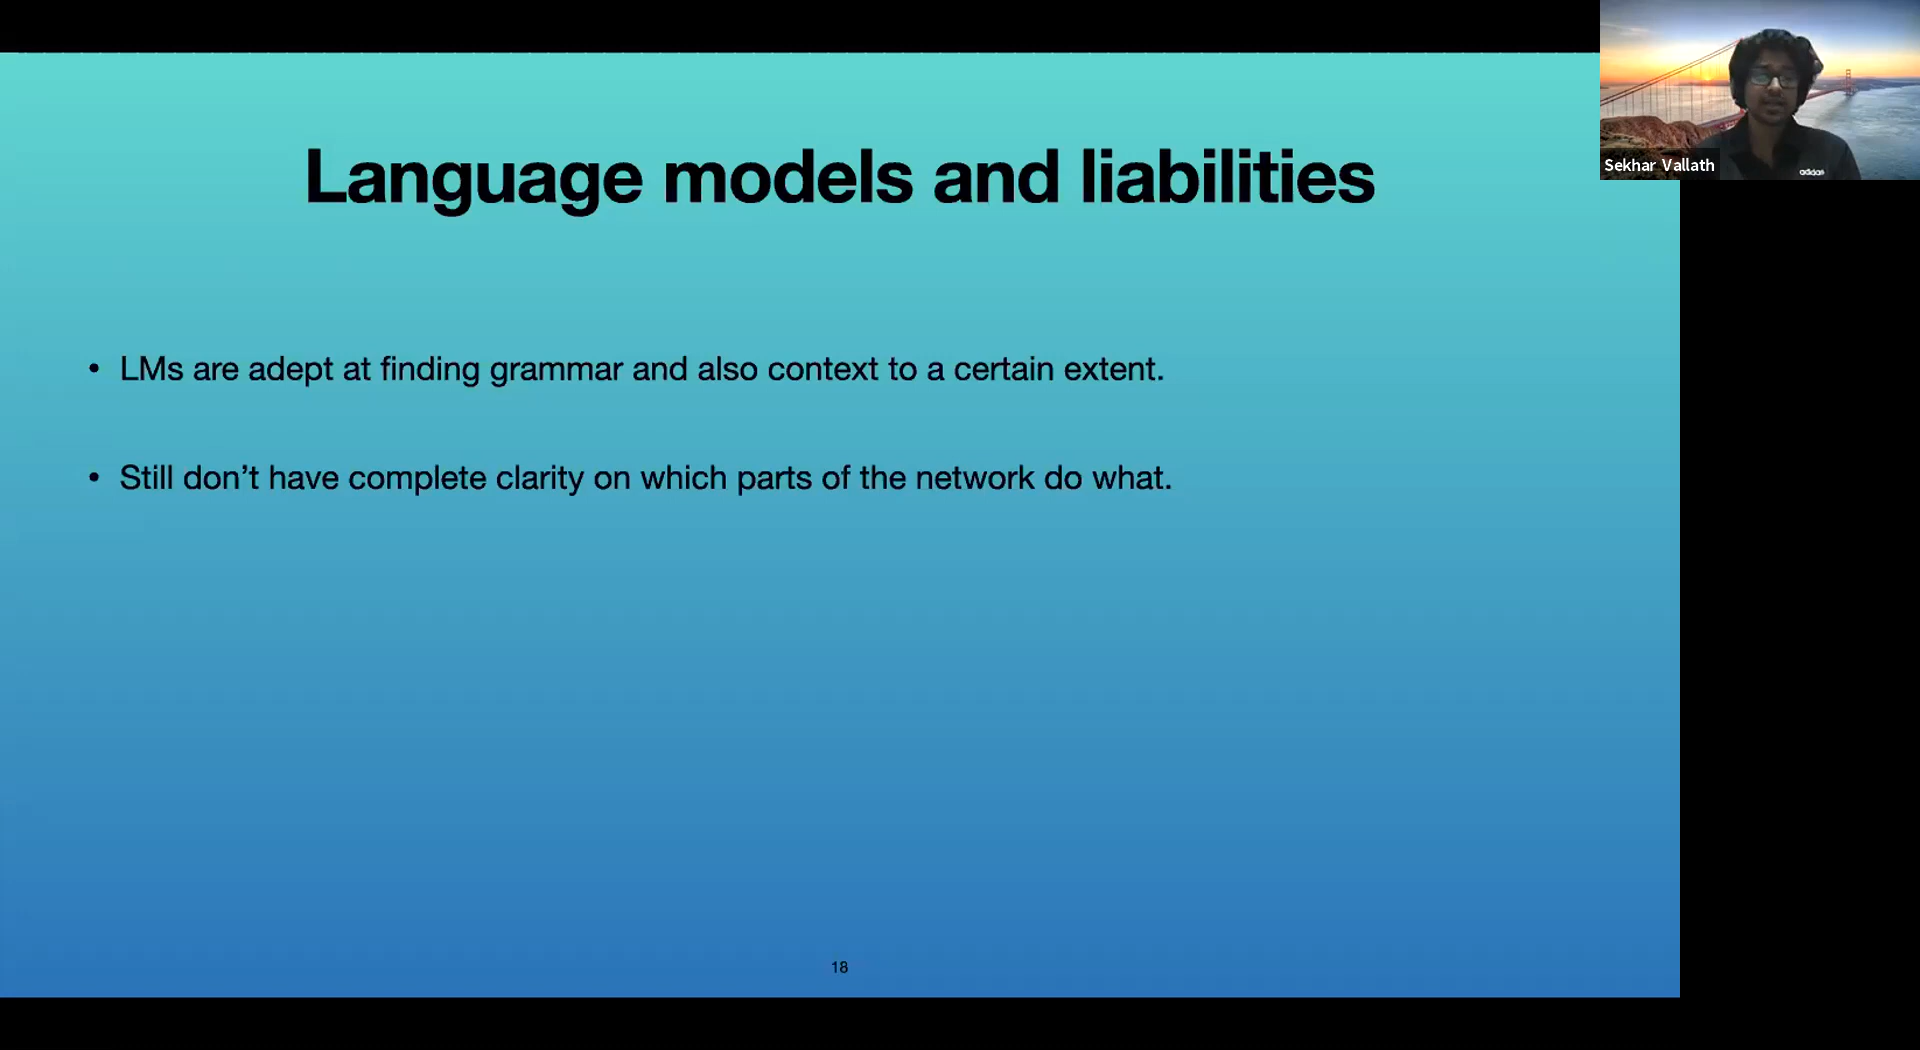 Language models and liabilities
• LMs are adept at finding grammar and also context to a certain extent.
• Still don’t have complete clarity on which parts of the network do what.
18
Sekhar Vallath
adidas